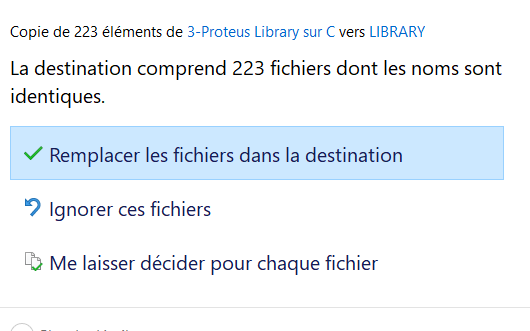 Copie de 223 éléments de 3-Proteus Library sur C vers LIBRARY
La destination comprend 223 fichiers dont les noms sont
identiques.
Remplacer les fichiers dans la destination
Ignorer ces fichiers
Me laisser décider pour chaque fichier